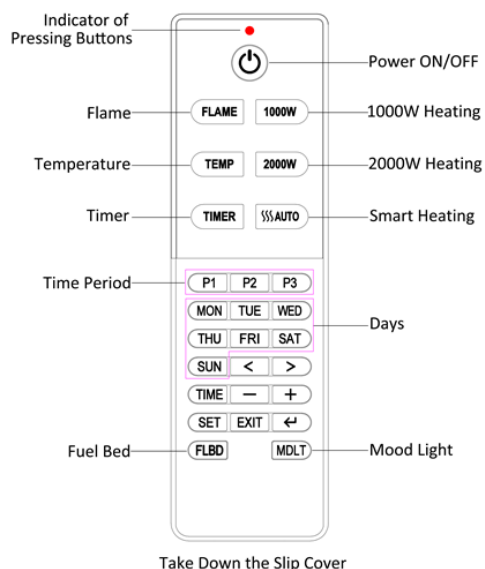 Indicator of
Pressing Buttons
Power ON/OFF
Flame FLAME 1000W 1000W Heating
Temperature TEMP 2000W 2000W Heating
Timer TIMER AUTO Smart Heating
Time Period P1 P2 P3
MON TUE WED
Days
THU FRI SAT
SUN < >
TIME − +
SET EXIT ↵
Fuel Bed FLBD MDLT Mood Light
Take Down the Slip Cover